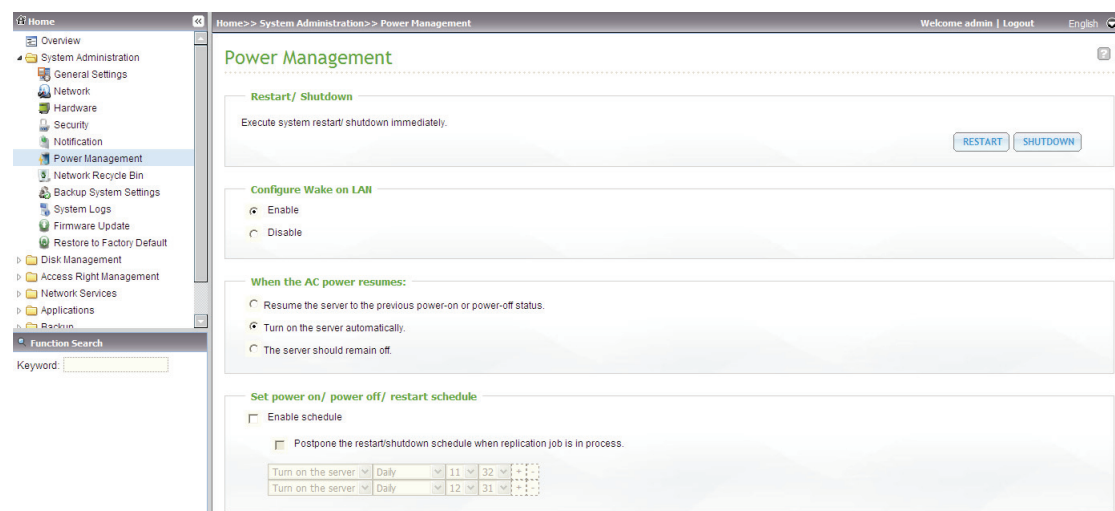 Home
Overview
System Administration
General Settings
Network
Hardware
Security
Notification
Power Management
Network Recycle Bin
Backup System Settings
System Logs
Firmware Update
Restore to Factory Default
Disk Management
Access Right Management
Network Services
Applications
Backup
Function Search
Keyword:
Home>> System Administration>> Power Management
Welcome admin | Logout English
Power Management
?
Restart/ Shutdown
Execute system restart/ shutdown immediately.
RESTART SHUTDOWN
Configure Wake on LAN
Enable
Disable
When the AC power resumes:
Resume the server to the previous power-on or power-off status.
Turn on the server automatically.
The server should remain off.
Set power on/ power off/ restart schedule
Enable schedule
Postpone the restart/shutdown schedule when replication job is in process.
Turn on the server Daily 11 32 + -
Turn on the server Daily 12 31 + -